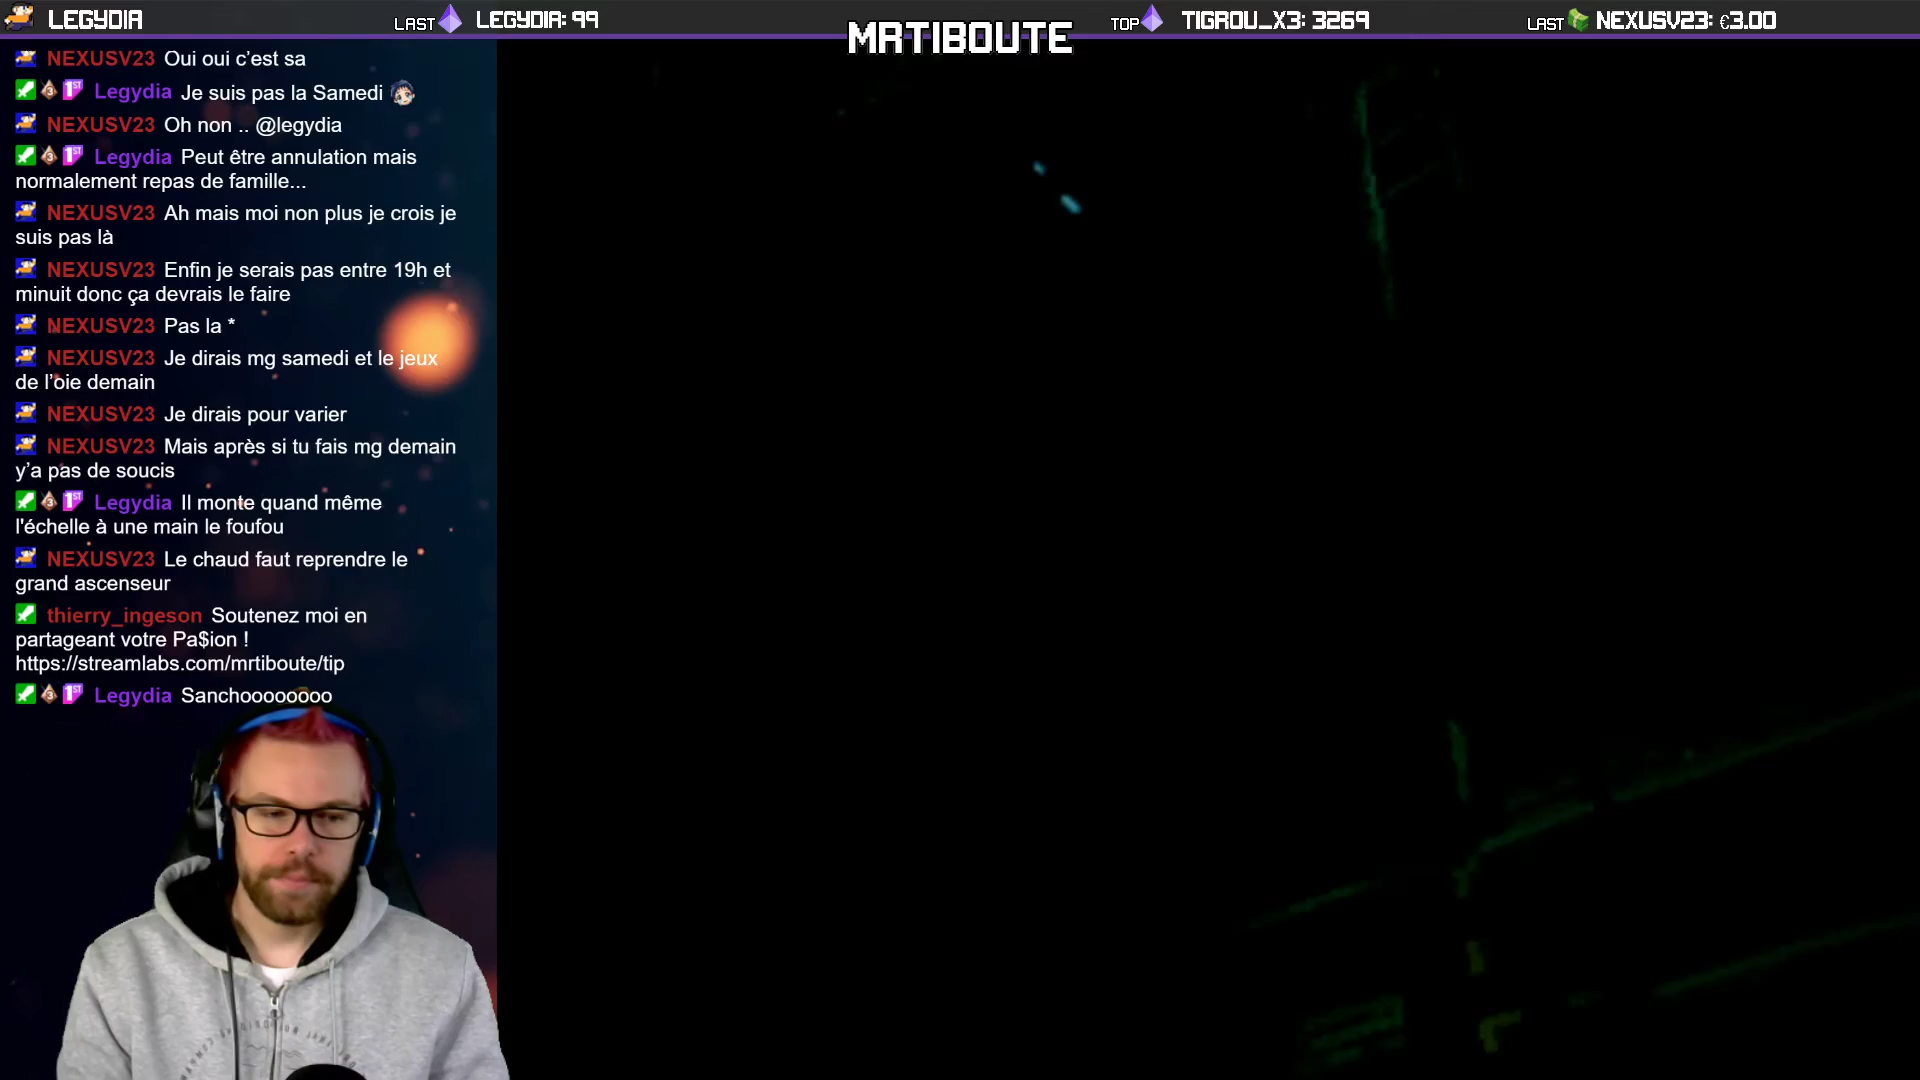 LEGYDIA
LAST LEGYDIA: 99
MRTIBOUTE
TOP TIGROU_X3: 3269
LAST NEXUSV23: €3.00
NEXUSV23 Oui oui c’est sa
Legydia Je suis pas la Samedi
NEXUSV23 Oh non .. @legydia
Legydia Peut être annulation mais
normalement repas de famille...
NEXUSV23 Ah mais moi non plus je crois je
suis pas là
NEXUSV23 Enfin je serais pas entre 19h et
minuit donc ça devrais le faire
NEXUSV23 Pas la *
NEXUSV23 Je dirais mg samedi et le jeux
de l’oie demain
NEXUSV23 Je dirais pour varier
NEXUSV23 Mais après si tu fais mg demain
y’a pas de soucis
Legydia Il monte quand même
l'échelle à une main le foufou
NEXUSV23 Le chaud faut reprendre le
grand ascenseur
thierry_ingeson Soutenez moi en
partageant votre Pa$ion !
https://streamlabs.com/mrtiboute/tip
Legydia Sanchoooooooo